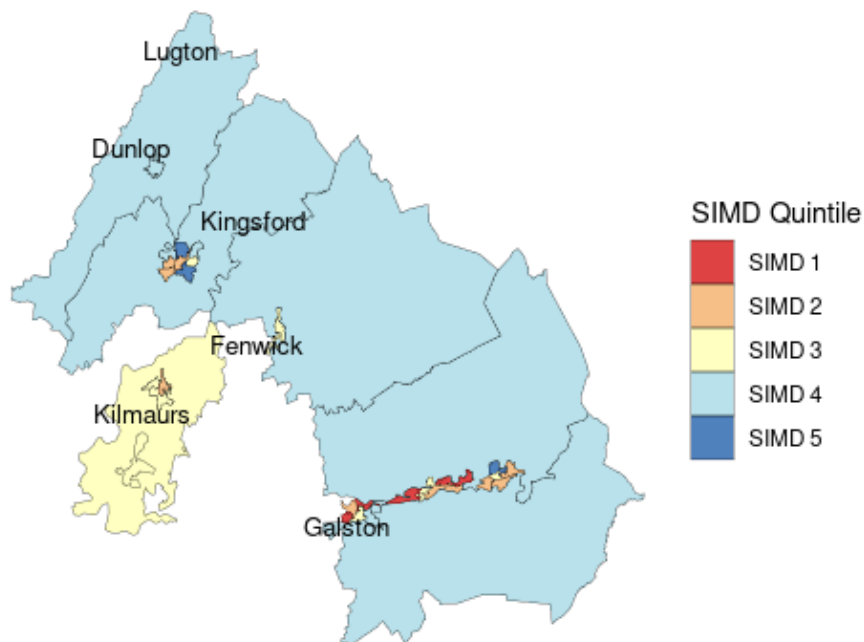 Lugton
Dunlop
Kingsford
Fenwick
Kilmaurs
Galston
SIMD Quintile
SIMD 1
SIMD 2
SIMD 3
SIMD 4
SIMD 5